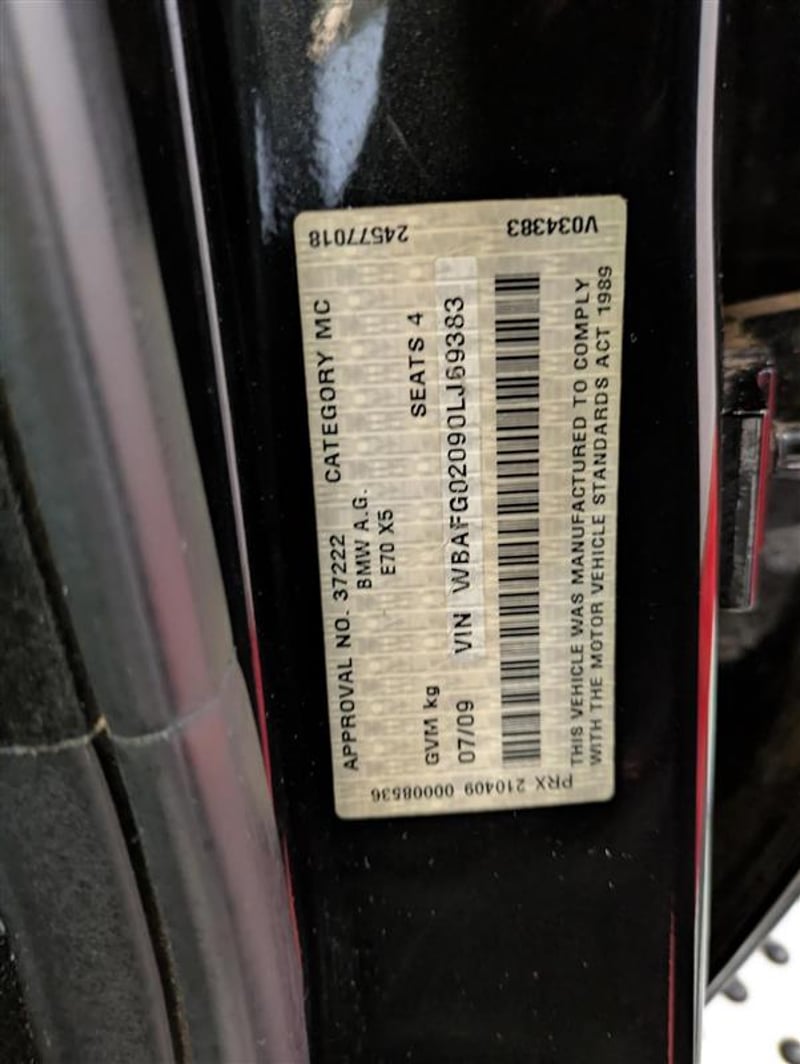 APPROVAL NO. 37222 CATEGORY MC
BMW A.G.
E70 X5
GVM kg SEATS 4
07/09 VIN WBAFG02090LJ69383
THIS VEHICLE WAS MANUFACTURED TO COMPLY
WITH THE MOTOR VEHICLE STANDARDS ACT 1989
24577018
V034383
PRX 210409 00008536